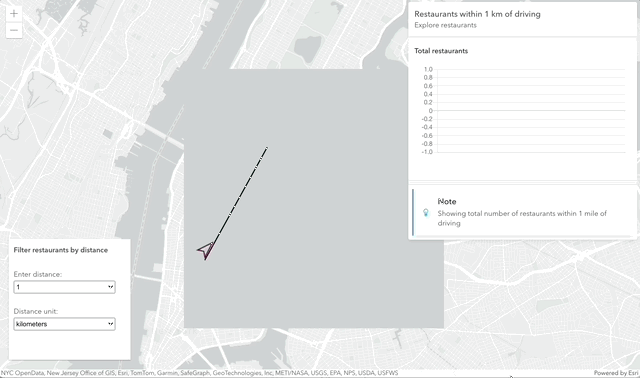 +
−
Restaurants within 1 km of driving
Explore restaurants
Total restaurants
1.0
0.8
0.6
0.4
0.2
0
-0.2
-0.4
-0.6
-0.8
-1.0
Note
Showing total number of restaurants within 1 mile of
driving
Filter restaurants by distance
Enter distance:
1
Distance unit:
kilometers
NYC OpenData, New Jersey Office of GIS, Esri, TomTom, Garmin, SafeGraph, GeoTechnologies, Inc, METI/NASA, USGS, EPA, NPS, USDA, USFWS
Powered by Esri